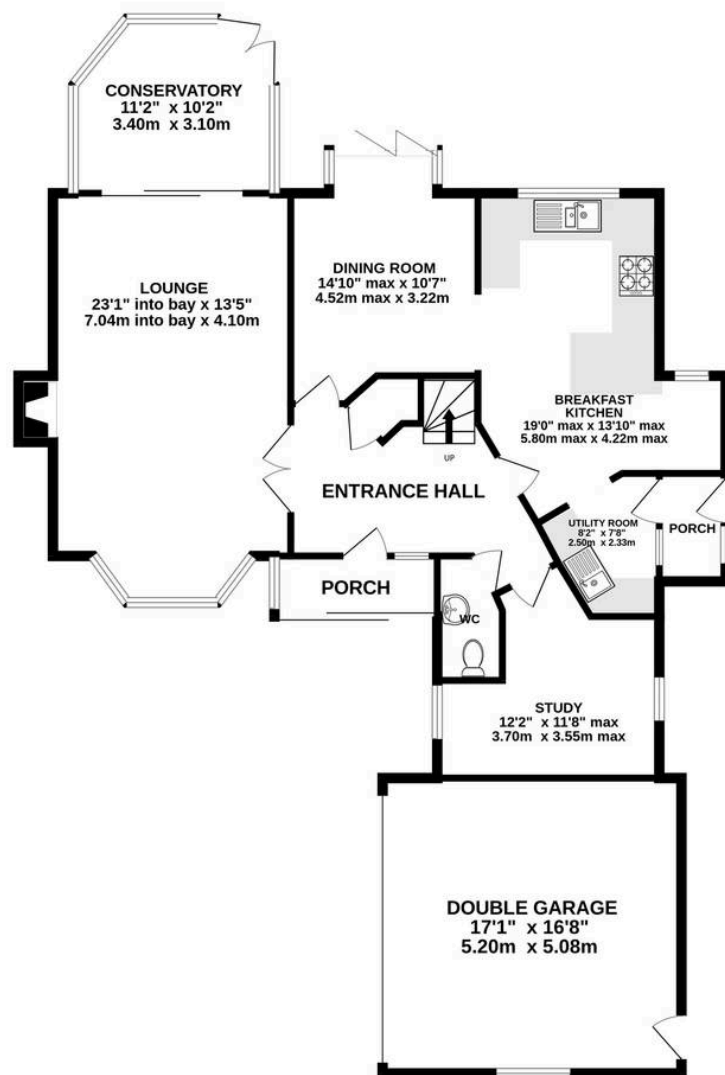 CONSERVATORY
11'2" x 10'2"
3.40m x 3.10m
LOUNGE
23'1" into bay x 13'5"
7.04m into bay x 4.10m
DINING ROOM
14'10" max x 10'7"
4.52m max x 3.22m
BREAKFAST
KITCHEN
19'0" max x 13'10" max
5.80m max x 4.22m max
UP
ENTRANCE HALL
UTILITY ROOM
8'2" x 7'8"
2.50m x 2.33m
PORCH
PORCH
WC
STUDY
12'2" x 11'8" max
3.70m x 3.55m max
DOUBLE GARAGE
17'1" x 16'8"
5.20m x 5.08m